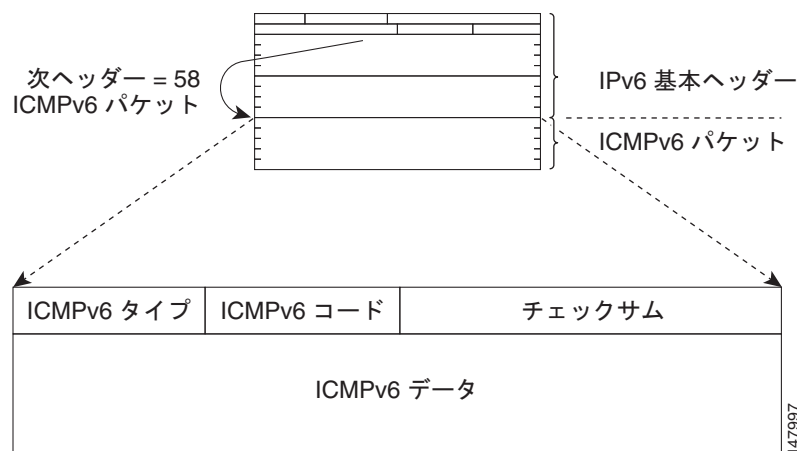 次ヘッダー = 58
ICMPv6 パケット
IPv6 基本ヘッダー
ICMPv6 パケット
ICMPv6 タイプ
ICMPv6 コード
チェックサム
ICMPv6 データ
147997